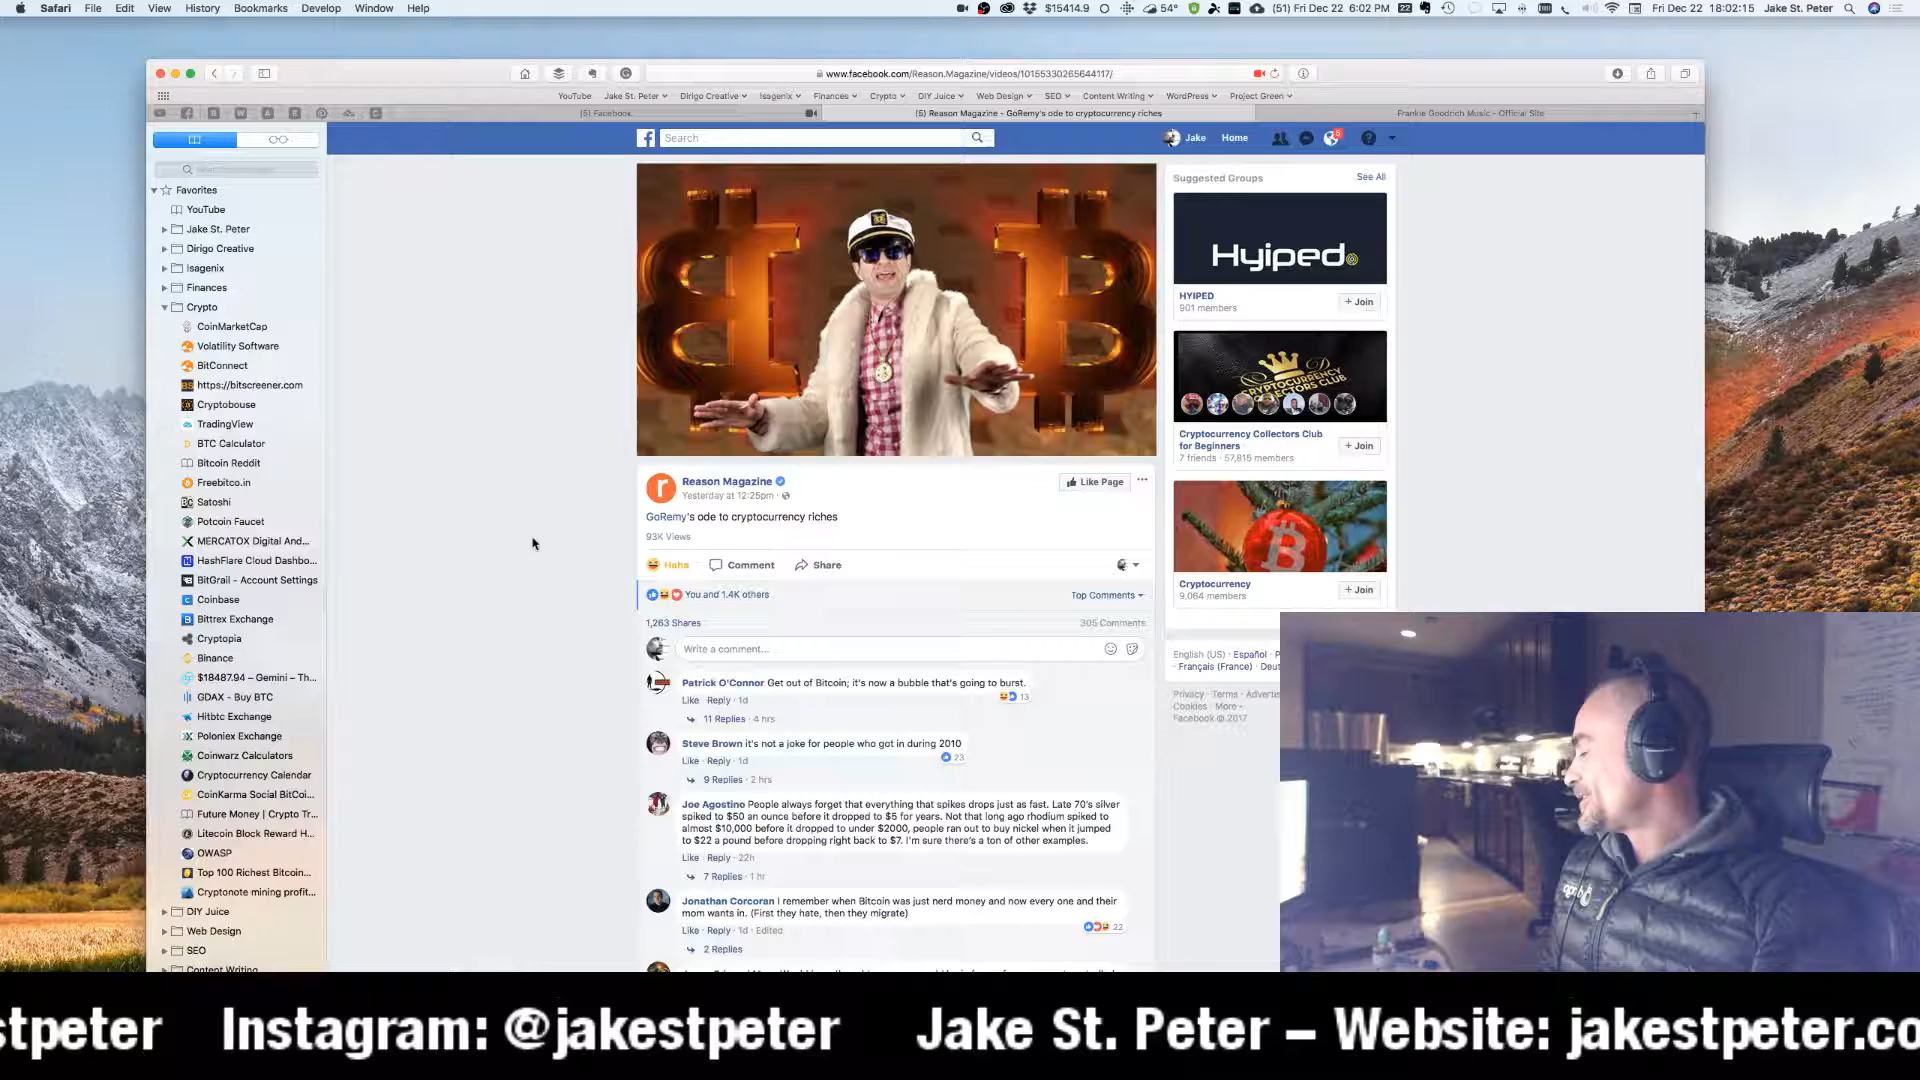 Safari File Edit View History Bookmarks Develop Window Help
$15414.9 54° (51) Fri Dec 22 6:02 PM 22 Fri Dec 22 18:02:15 Jake St. Peter
www.facebook.com/Reason.Magazine/videos/10155330265644117/
YouTube Jake St. Peter Dirigo Creative Isagenix Finances Crypto DIY Juice Web Design SEO Content Writing WordPress Project Green
(5) Facebook
(5) Reason Magazine - GoRemy's ode to cryptocurrency riches
Frankie Goodrich Music - Official Site
Search
Jake Home 5
Favorites
YouTube
Jake St. Peter
Dirigo Creative
Isagenix
Finances
Crypto
CoinMarketCap
Volatility Software
BitConnect
https://bitscreener.com
Cryptobouse
TradingView
BTC Calculator
Bitcoin Reddit
Freebitco.in
Satoshi
Potcoin Faucet
MERCATOX Digital And...
HashFlare Cloud Dashbo...
BitGrail - Account Settings
Coinbase
Bittrex Exchange
Cryptopia
Binance
$18487.94 – Gemini – Th...
GDAX - Buy BTC
Hitbtc Exchange
Poloniex Exchange
Coinwarz Calculators
Cryptocurrency Calendar
CoinKarma Social BitCoi...
Future Money | Crypto Tr...
Litecoin Block Reward H...
OWASP
Top 100 Richest Bitcoin...
Cryptonote mining profit...
DIY Juice
Web Design
SEO
Content Writing
Reason Magazine
Yesterday at 12:25pm
Like Page
GoRemy's ode to cryptocurrency riches
93K Views
Haha Comment Share
You and 1.4K others
Top Comments
1,263 Shares
305 Comments
Write a comment...
Patrick O'Connor Get out of Bitcoin; it's now a bubble that's going to burst.
13
Like · Reply · 1d
11 Replies · 4 hrs
Steve Brown it's not a joke for people who got in during 2010
23
Like · Reply · 1d
9 Replies · 2 hrs
Joe Agostino People always forget that everything that spikes drops just as fast. Late 70's silver
spiked to $50 an ounce before it dropped to $5 for years. Not that long ago rhodium spiked to
almost $10,000 before it dropped to under $2000, people ran out to buy nickel when it jumped
to $22 a pound before dropping right back to $7. I'm sure there's a ton of other examples.
Like · Reply · 22h
7 Replies · 1 hr
Jonathan Corcoran I remember when Bitcoin was just nerd money and now every one and their
mom wants in. (First they hate, then they migrate)
22
Like · Reply · 1d · Edited
2 Replies
Suggested Groups
See All
Hyiped
HYIPED
901 members
+ Join
CRYPTOCURRENCY
COLLECTORS CLUB
Cryptocurrency Collectors Club
for Beginners
7 friends · 57,815 members
+ Join
Cryptocurrency
9,064 members
+ Join
English (US) · Español · P
Français (France) · Deut
Privacy · Terms · Advertis
Cookies · More
Facebook © 2017
stpeter Instagram: @jakestpeter Jake St. Peter – Website: jakestpeter.co